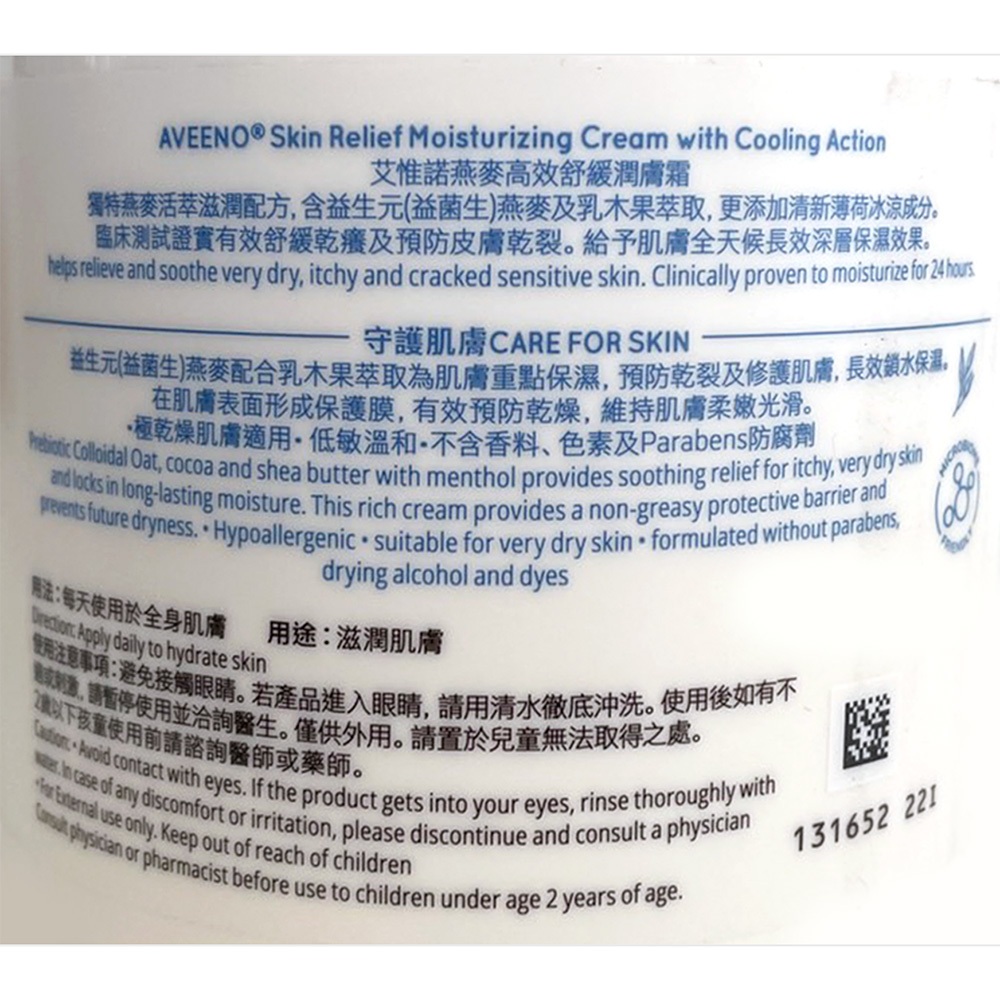 AVEENO® Skin Relief Moisturizing Cream with Cooling Action
艾惟諾燕麥高效舒緩潤膚霜
獨特燕麥活萃滋潤配方, 含益生元(益菌生)燕麥及乳木果萃取, 更添加清新薄荷冰涼成分。
臨床測試證實有效舒緩乾癢及預防皮膚乾裂。給予肌膚全天候長效深層保濕效果。
helps relieve and soothe very dry, itchy and cracked sensitive skin. Clinically proven to moisturize for 24 hours.
守護肌膚CARE FOR SKIN
益生元(益菌生)燕麥配合乳木果萃取為肌膚重點保濕, 預防乾裂及修護肌膚, 長效鎖水保濕。
在肌膚表面形成保護膜, 有效預防乾燥, 維持肌膚柔嫩光滑。
•極乾燥肌膚適用• 低敏溫和•不含香料、色素及Parabens防腐劑
Prebiotic Colloidal Oat, cocoa and shea butter with menthol provides soothing relief for itchy, very dry skin
and locks in long-lasting moisture. This rich cream provides a non-greasy protective barrier and
prevents future dryness. • Hypoallergenic • suitable for very dry skin • formulated without parabens,
drying alcohol and dyes
MICROBIOME FRIENDLY
用法：每天使用於全身肌膚 用途：滋潤肌膚
Direction: Apply daily to hydrate skin
使用注意事項：避免接觸眼睛。若產品進入眼睛, 請用清水徹底沖洗。使用後如有不
適或刺激, 請暫停使用並洽詢醫生。僅供外用。請置於兒童無法取得之處。
2歲以下孩童使用前請諮詢醫師或藥師。
Caution: • Avoid contact with eyes. If the product gets into your eyes, rinse thoroughly with
water. In case of any discomfort or irritation, please discontinue and consult a physician
• For External use only. Keep out of reach of children
Consult physician or pharmacist before use to children under age 2 years of age.
131652 22I